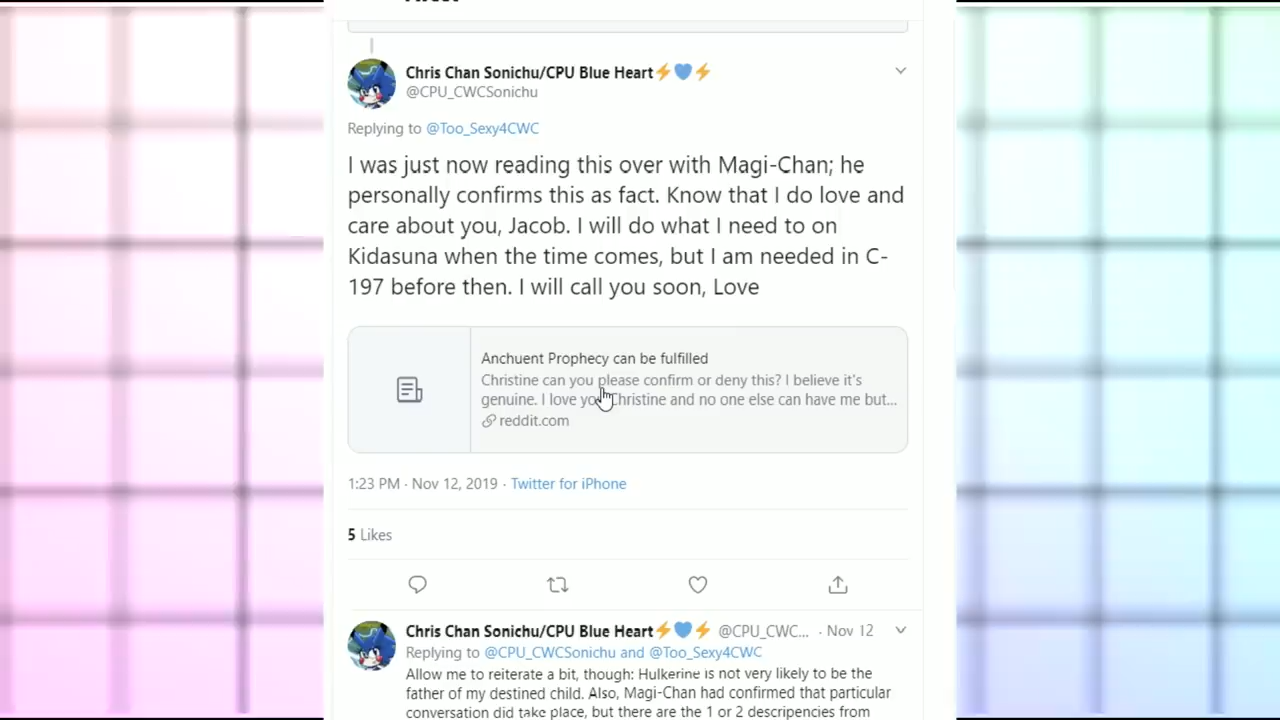 Chris Chan Sonichu/CPU Blue Heart⚡💙⚡
@CPU_CWCSonichu
Replying to @Too_Sexy4CWC
I was just now reading this over with Magi-Chan; he
personally confirms this as fact. Know that I do love and
care about you, Jacob. I will do what I need to on
Kidasuna when the time comes, but I am needed in C-
197 before then. I will call you soon, Love
Anchuent Prophecy can be fulfilled
Christine can you please confirm or deny this? I believe it's
genuine. I love you Christine and no one else can have me but...
reddit.com
1:23 PM · Nov 12, 2019 · Twitter for iPhone
5 Likes
Chris Chan Sonichu/CPU Blue Heart⚡💙⚡ @CPU_CWC... · Nov 12
Replying to @CPU_CWCSonichu and @Too_Sexy4CWC
Allow me to reiterate a bit, though: Hulkerine is not very likely to be the
father of my destined child. Also, Magi-Chan had confirmed that particular
conversation did take place, but there are the 1 or 2 descripencies from